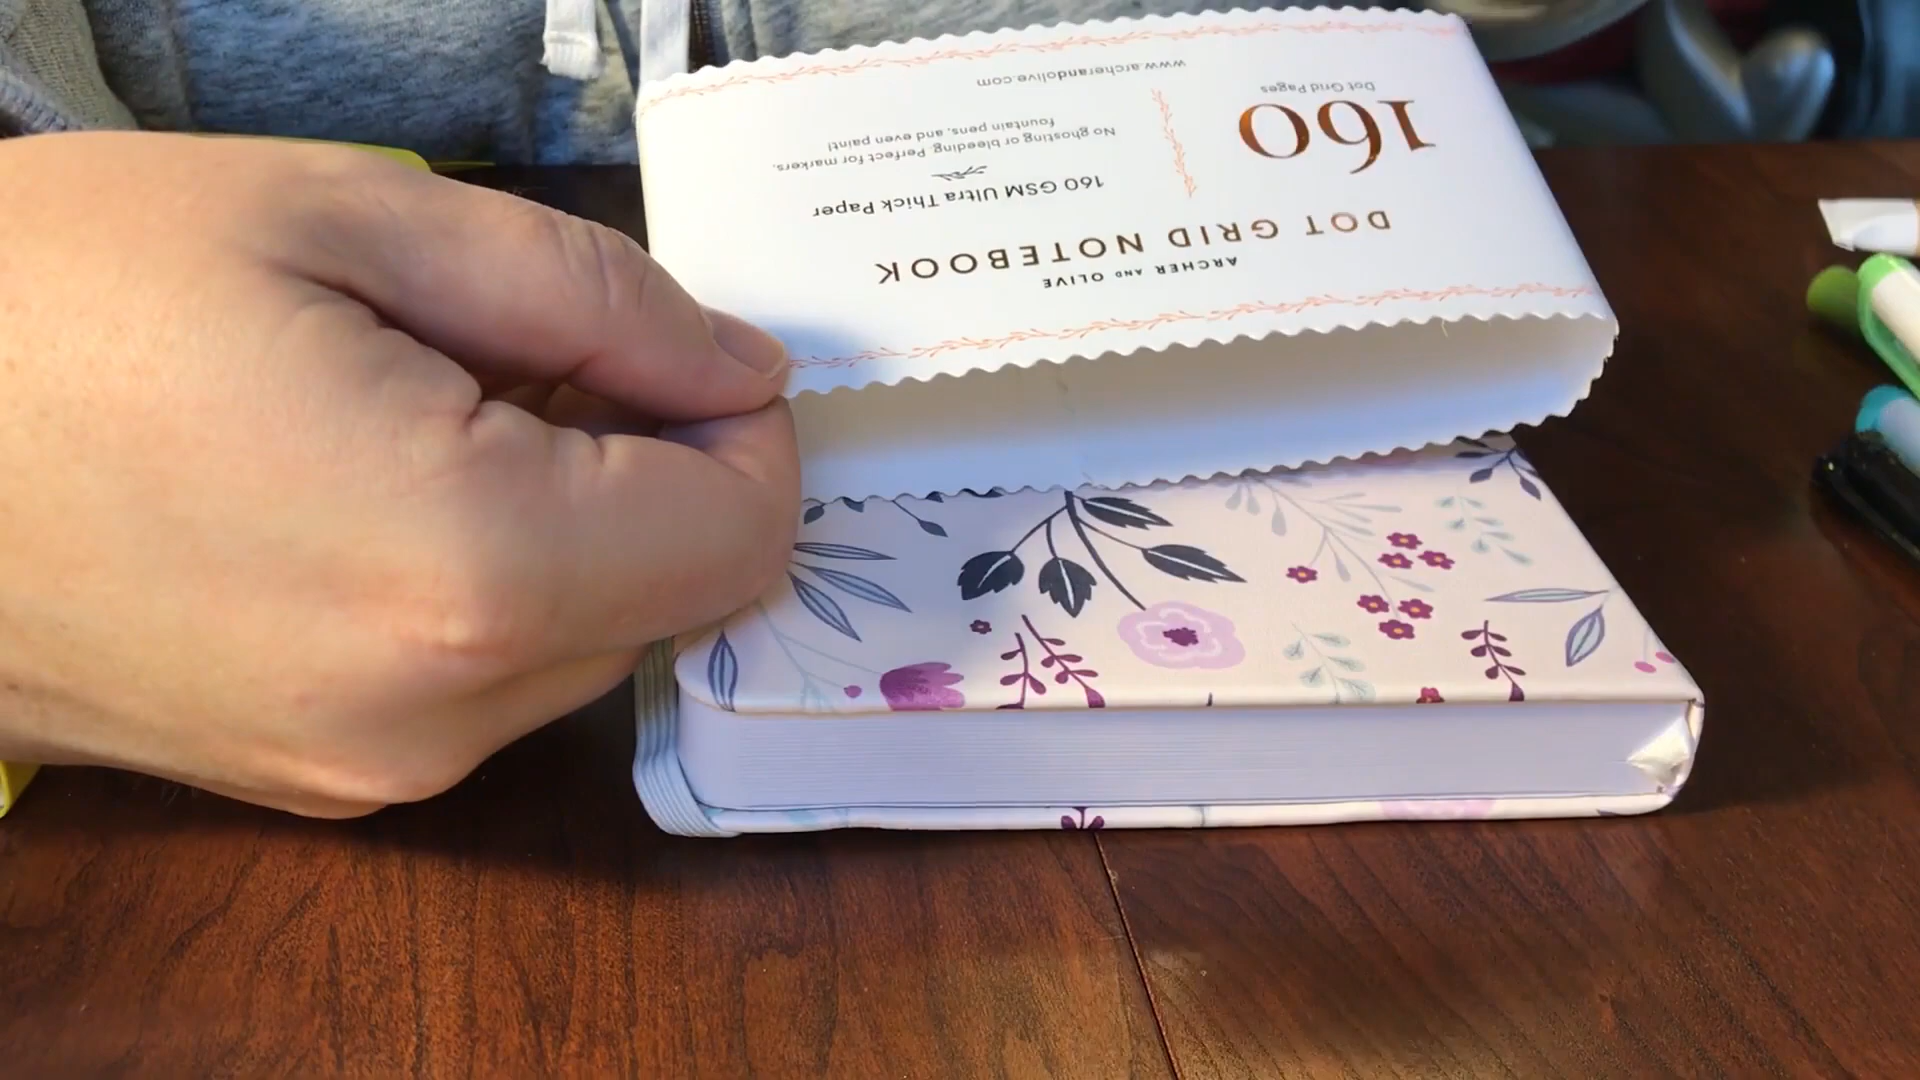 ARCHER AND OLIVE
DOT GRID NOTEBOOK
160
Dot Grid Pages
160 GSM Ultra Thick Paper
No ghosting or bleeding. Perfect for markers,
fountain pens, and even paint!
www.archerandolive.com